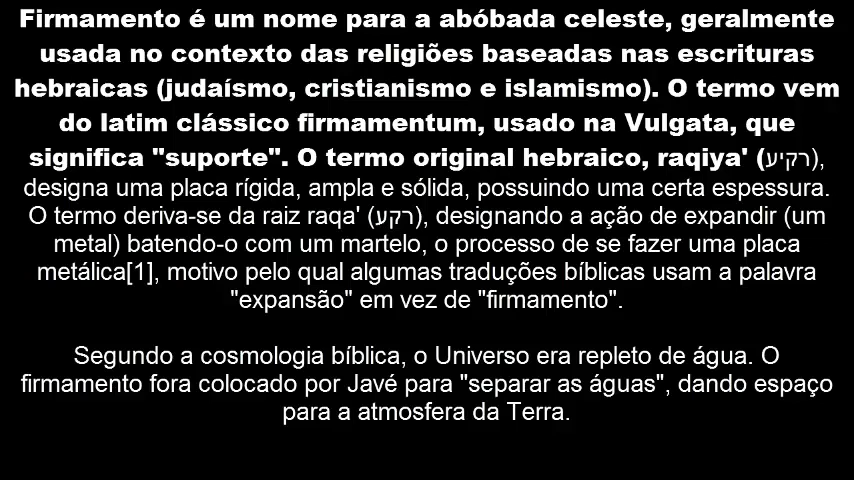 Firmamento é um nome para a abóbada celeste, geralmente
usada no contexto das religiões baseadas nas escrituras
hebraicas (judaísmo, cristianismo e islamismo). O termo vem
do latim clássico firmamentum, usado na Vulgata, que
significa "suporte". O termo original hebraico, raqiya' (רקיע),
designa uma placa rígida, ampla e sólida, possuindo uma certa espessura.
O termo deriva-se da raiz raqa' (רקע), designando a ação de expandir (um
metal) batendo-o com um martelo, o processo de se fazer uma placa
metálica[1], motivo pelo qual algumas traduções bíblicas usam a palavra
"expansão" em vez de "firmamento".
Segundo a cosmologia bíblica, o Universo era repleto de água. O
firmamento fora colocado por Javé para "separar as águas", dando espaço
para a atmosfera da Terra.